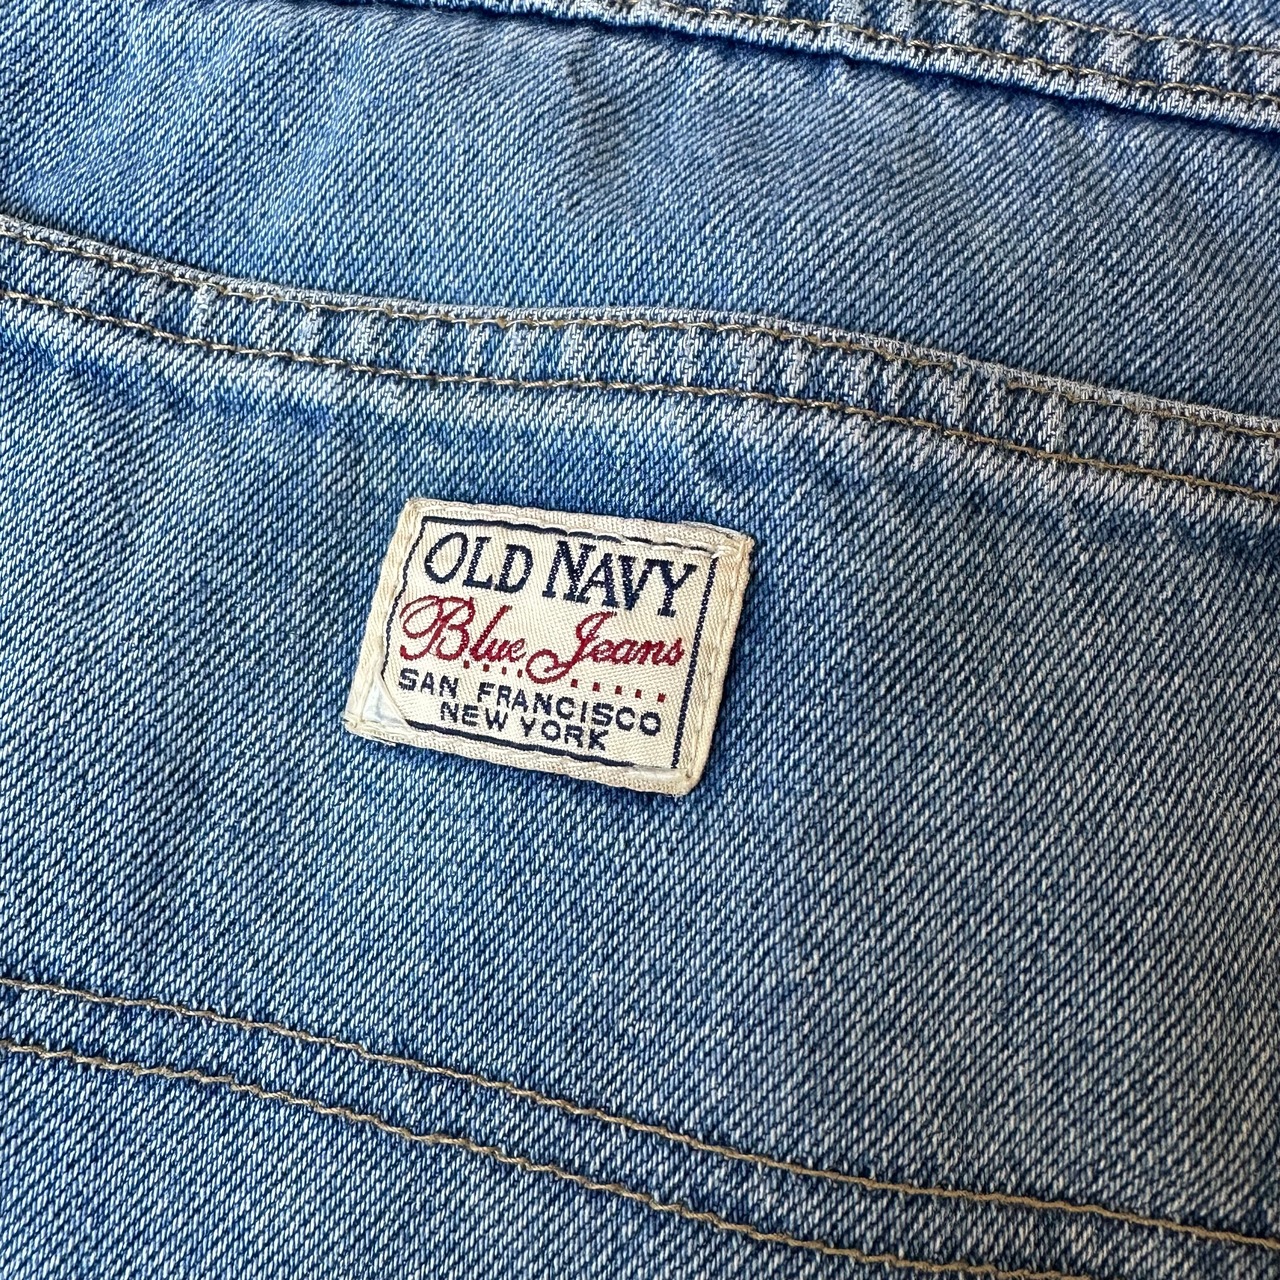 OLD NAVY
Blue Jeans
SAN FRANCISCO
NEW YORK